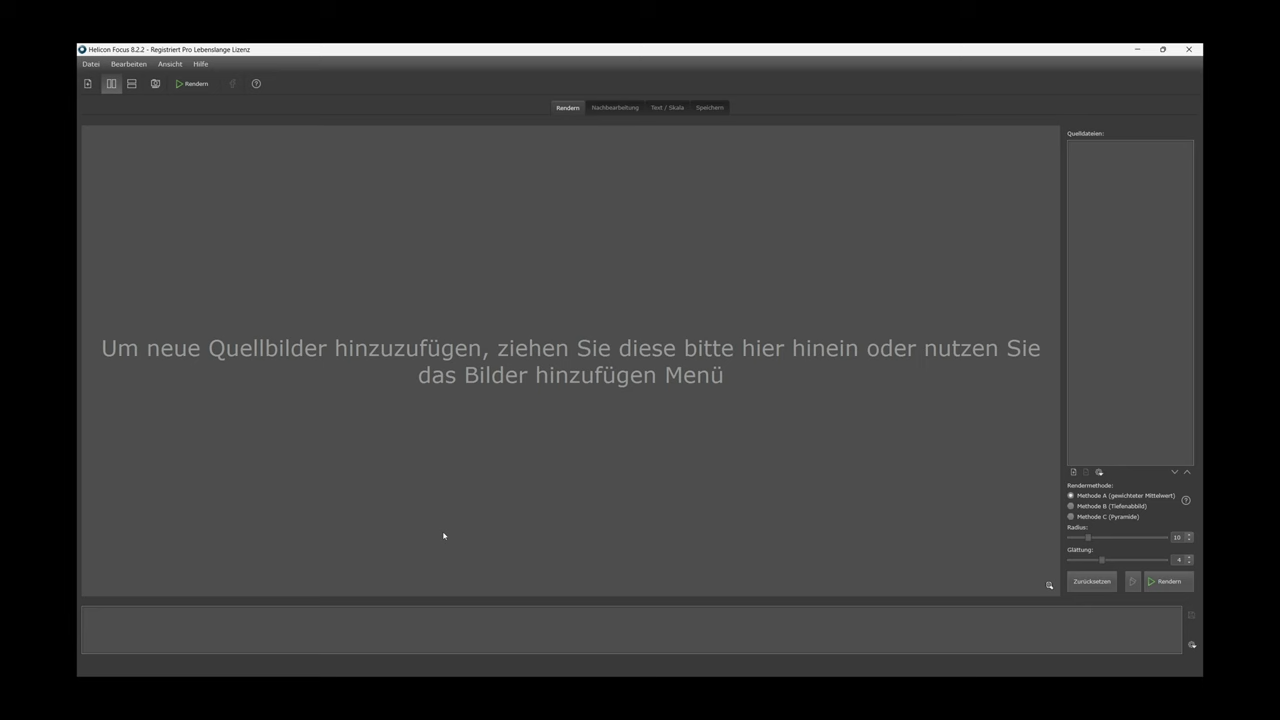 Helicon Focus 8.2.2 - Registriert Pro Lebenslange Lizenz
Datei Bearbeiten Ansicht Hilfe
Rendern
Rendern Nachbearbeitung Text / Skala Speichern
Quelldateien:
Um neue Quellbilder hinzuzufügen, ziehen Sie diese bitte hier hinein oder nutzen Sie
das Bilder hinzufügen Menü
Rendermethode:
Methode A (gewichteter Mittelwert)
Methode B (Tiefenabbild)
Methode C (Pyramide)
Radius:
10
Glättung:
4
Zurücksetzen Rendern